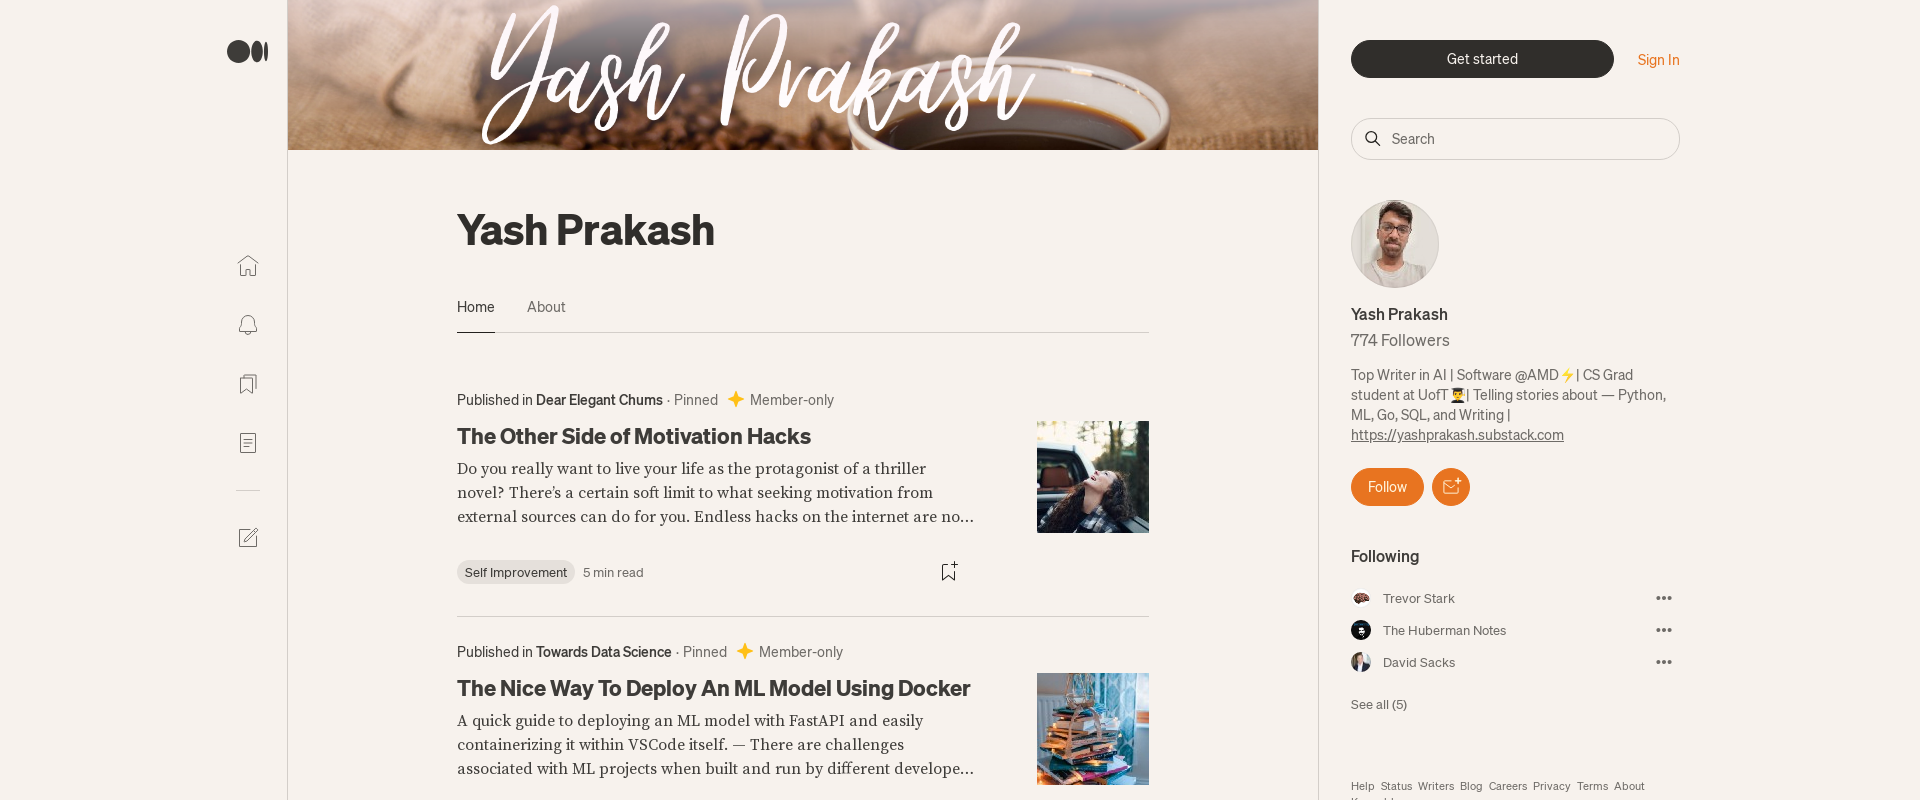 Yash Prakash
Get started
Sign In
Search
Yash Prakash
Home
About
Published in Dear Elegant Chums · Pinned
Member-only
The Other Side of Motivation Hacks
Do you really want to live your life as the protagonist of a thriller
novel? There's a certain soft limit to what seeking motivation from
external sources can do for you. Endless hacks on the internet are no…
Self Improvement
5 min read
Published in Towards Data Science · Pinned
Member-only
The Nice Way To Deploy An ML Model Using Docker
A quick guide to deploying an ML model with FastAPI and easily
containerizing it within VSCode itself. — There are challenges
associated with ML projects when built and run by different develope…
Yash Prakash
774 Followers
Top Writer in AI | Software @AMD⚡| CS Grad
student at UofT👨‍🎓| Telling stories about — Python,
ML, Go, SQL, and Writing |
https://yashprakash.substack.com
Follow
Following
Trevor Stark
The Huberman Notes
David Sacks
See all (5)
Help Status Writers Blog Careers Privacy Terms About